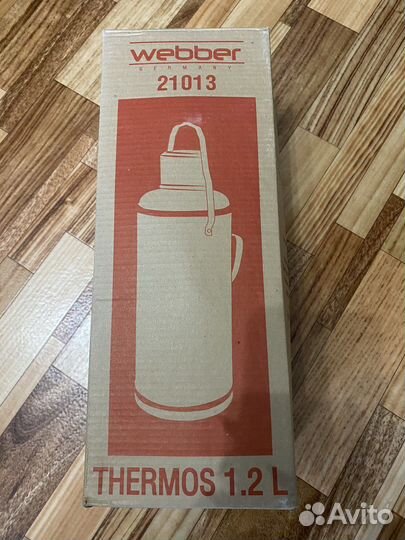 webber
GERMANY
21013
THERMOS 1.2 L
Avito